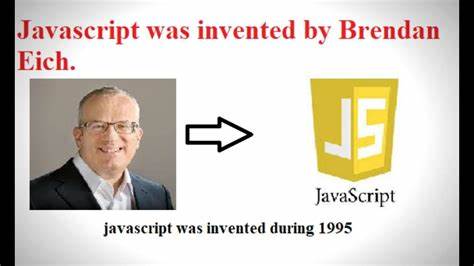 Javascript was invented by Brendan
Eich.
JS
JavaScript
javascript was invented during 1995